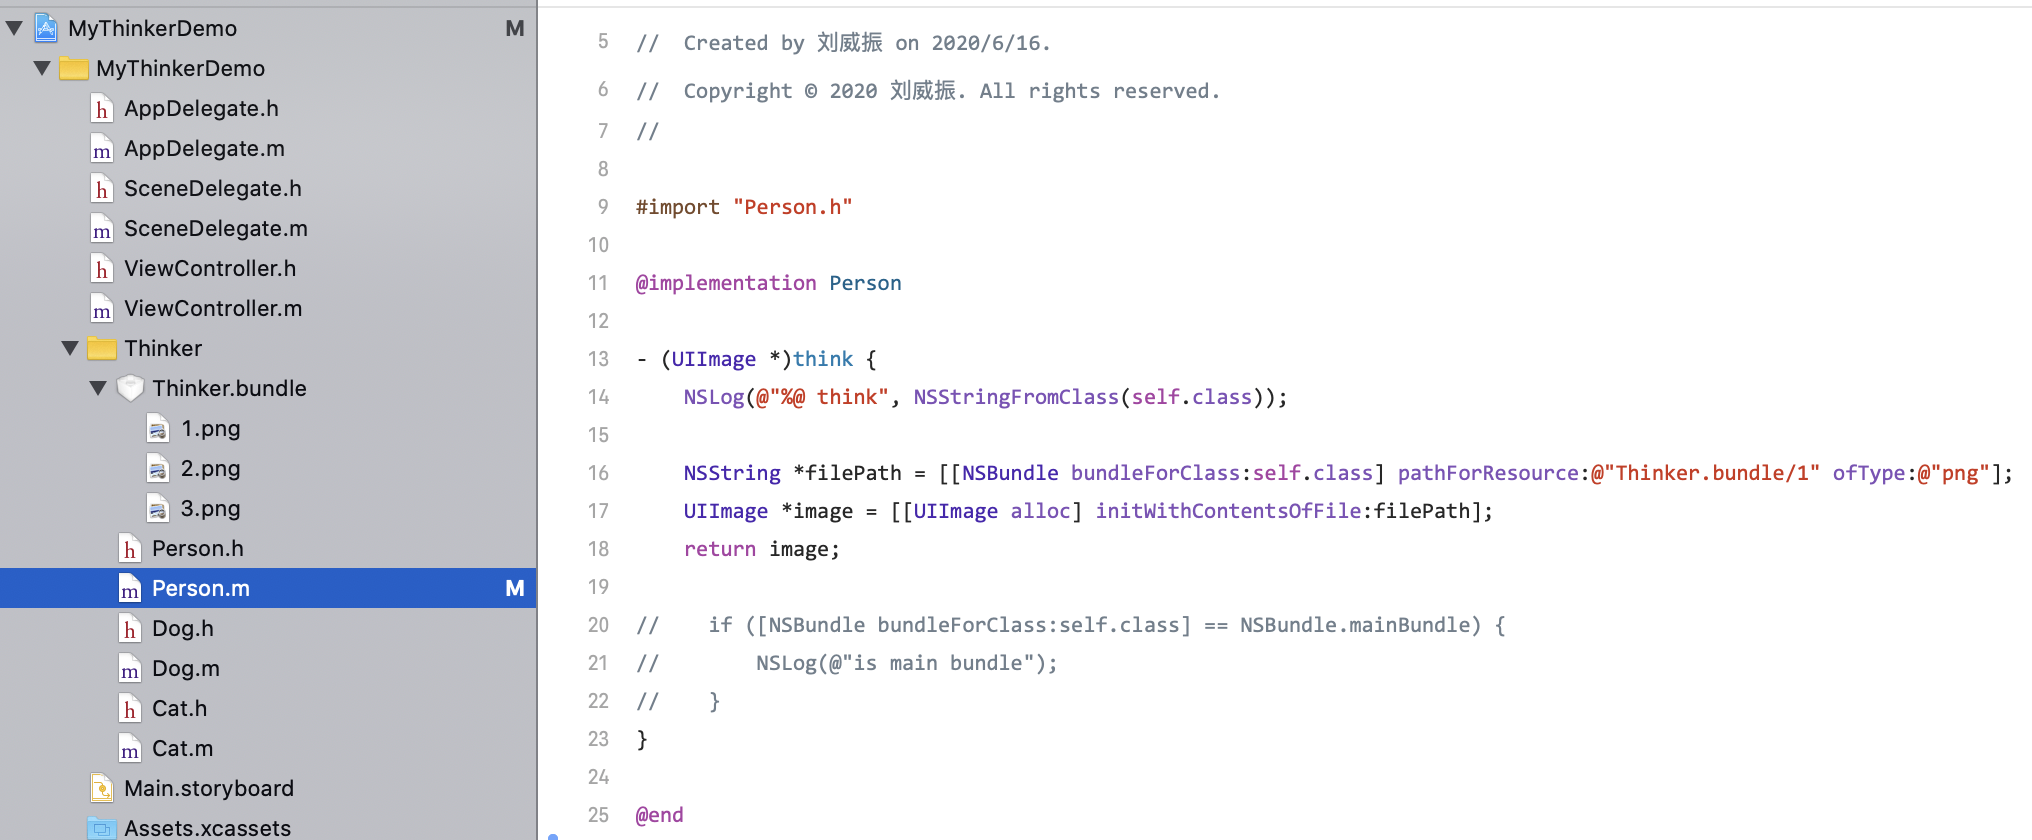 MyThinkerDemo M
MyThinkerDemo
h AppDelegate.h
m AppDelegate.m
h SceneDelegate.h
m SceneDelegate.m
h ViewController.h
m ViewController.m
Thinker
Thinker.bundle
1.png
2.png
3.png
h Person.h
m Person.m M
h Dog.h
m Dog.m
h Cat.h
m Cat.m
Main.storyboard
Assets.xcassets
5 //  Created by 刘威振 on 2020/6/16.
6 //  Copyright © 2020 刘威振. All rights reserved.
7 //
8
9 #import "Person.h"
10
11 @implementation Person
12
13 - (UIImage *)think {
14     NSLog(@"%@ think", NSStringFromClass(self.class));
15
16     NSString *filePath = [[NSBundle bundleForClass:self.class] pathForResource:@"Thinker.bundle/1" ofType:@"png"];
17     UIImage *image = [[UIImage alloc] initWithContentsOfFile:filePath];
18     return image;
19
20 //    if ([NSBundle bundleForClass:self.class] == NSBundle.mainBundle) {
21 //        NSLog(@"is main bundle");
22 //    }
23 }
24
25 @end